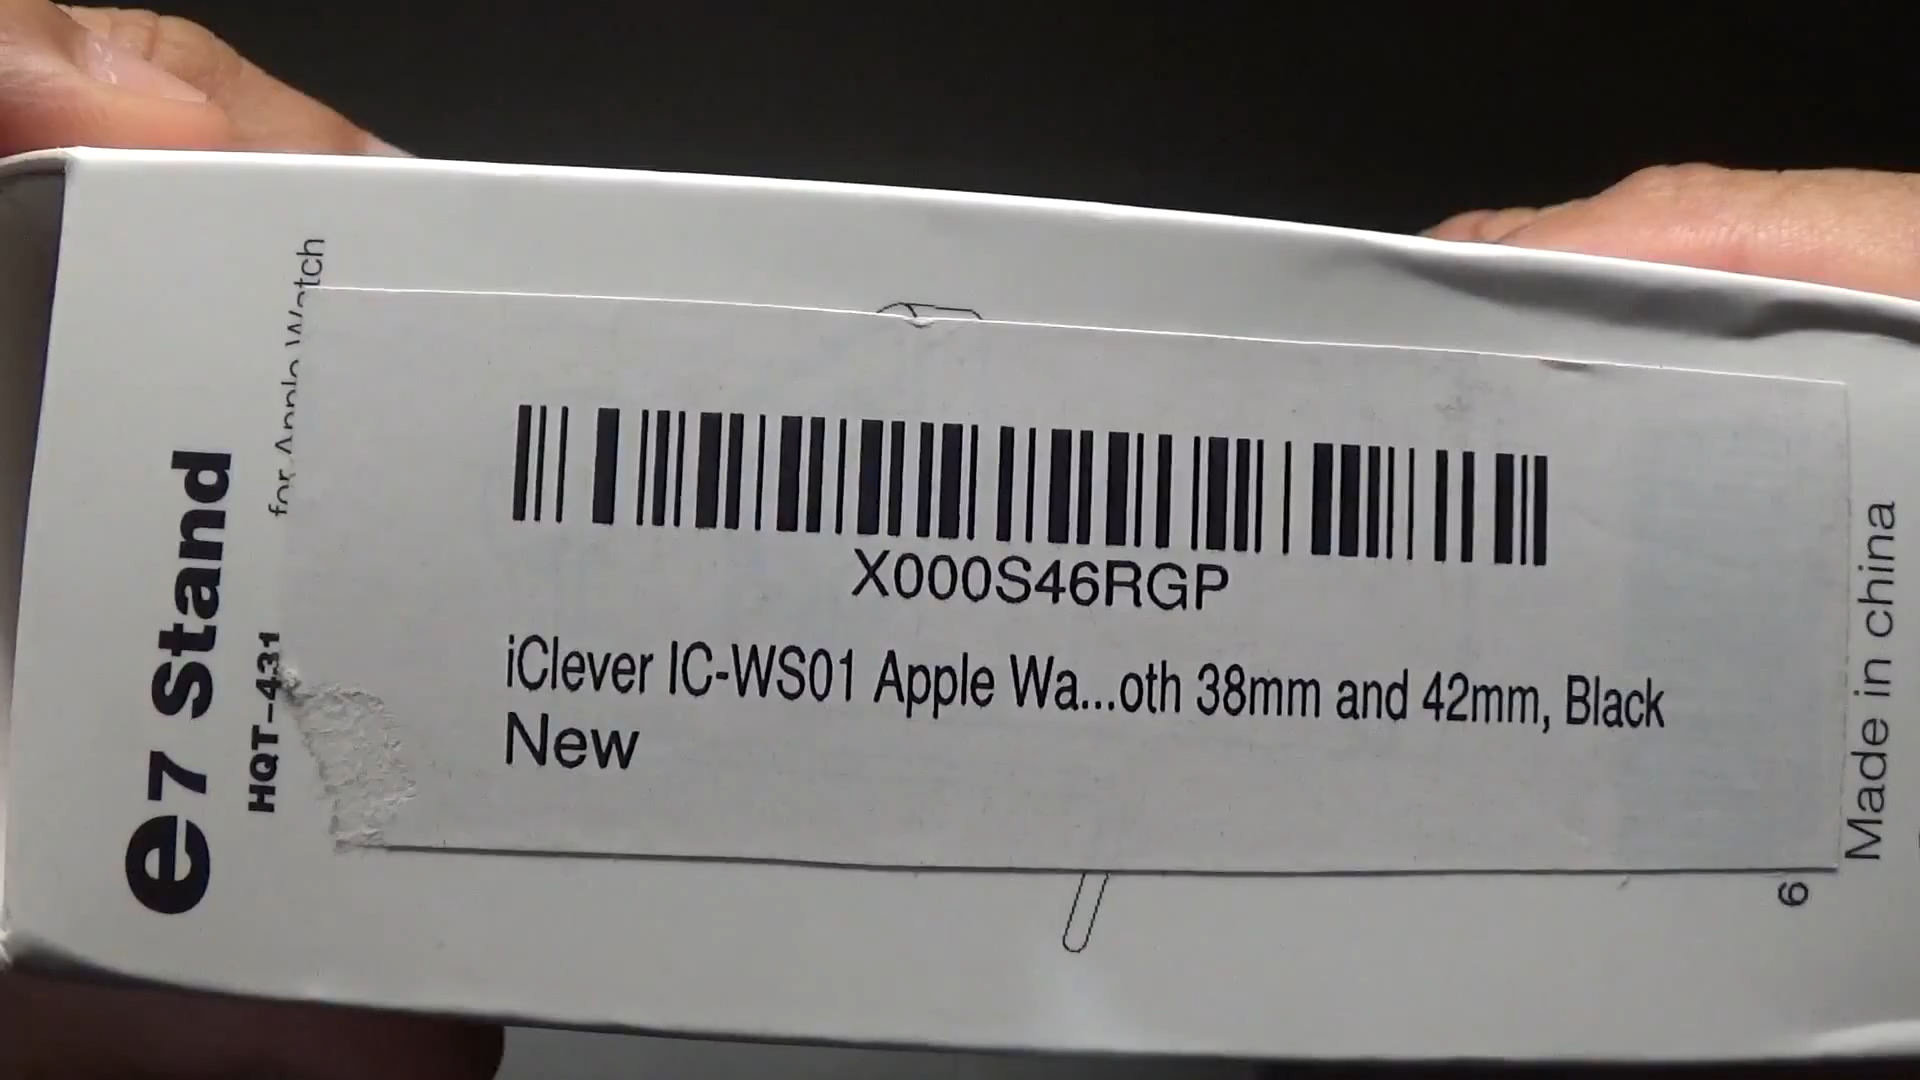 e7 Stand
HQT-431
for Apple Watch
X000S46RGP
iClever IC-WS01 Apple Wa...oth 38mm and 42mm, Black
New
6
Made in china